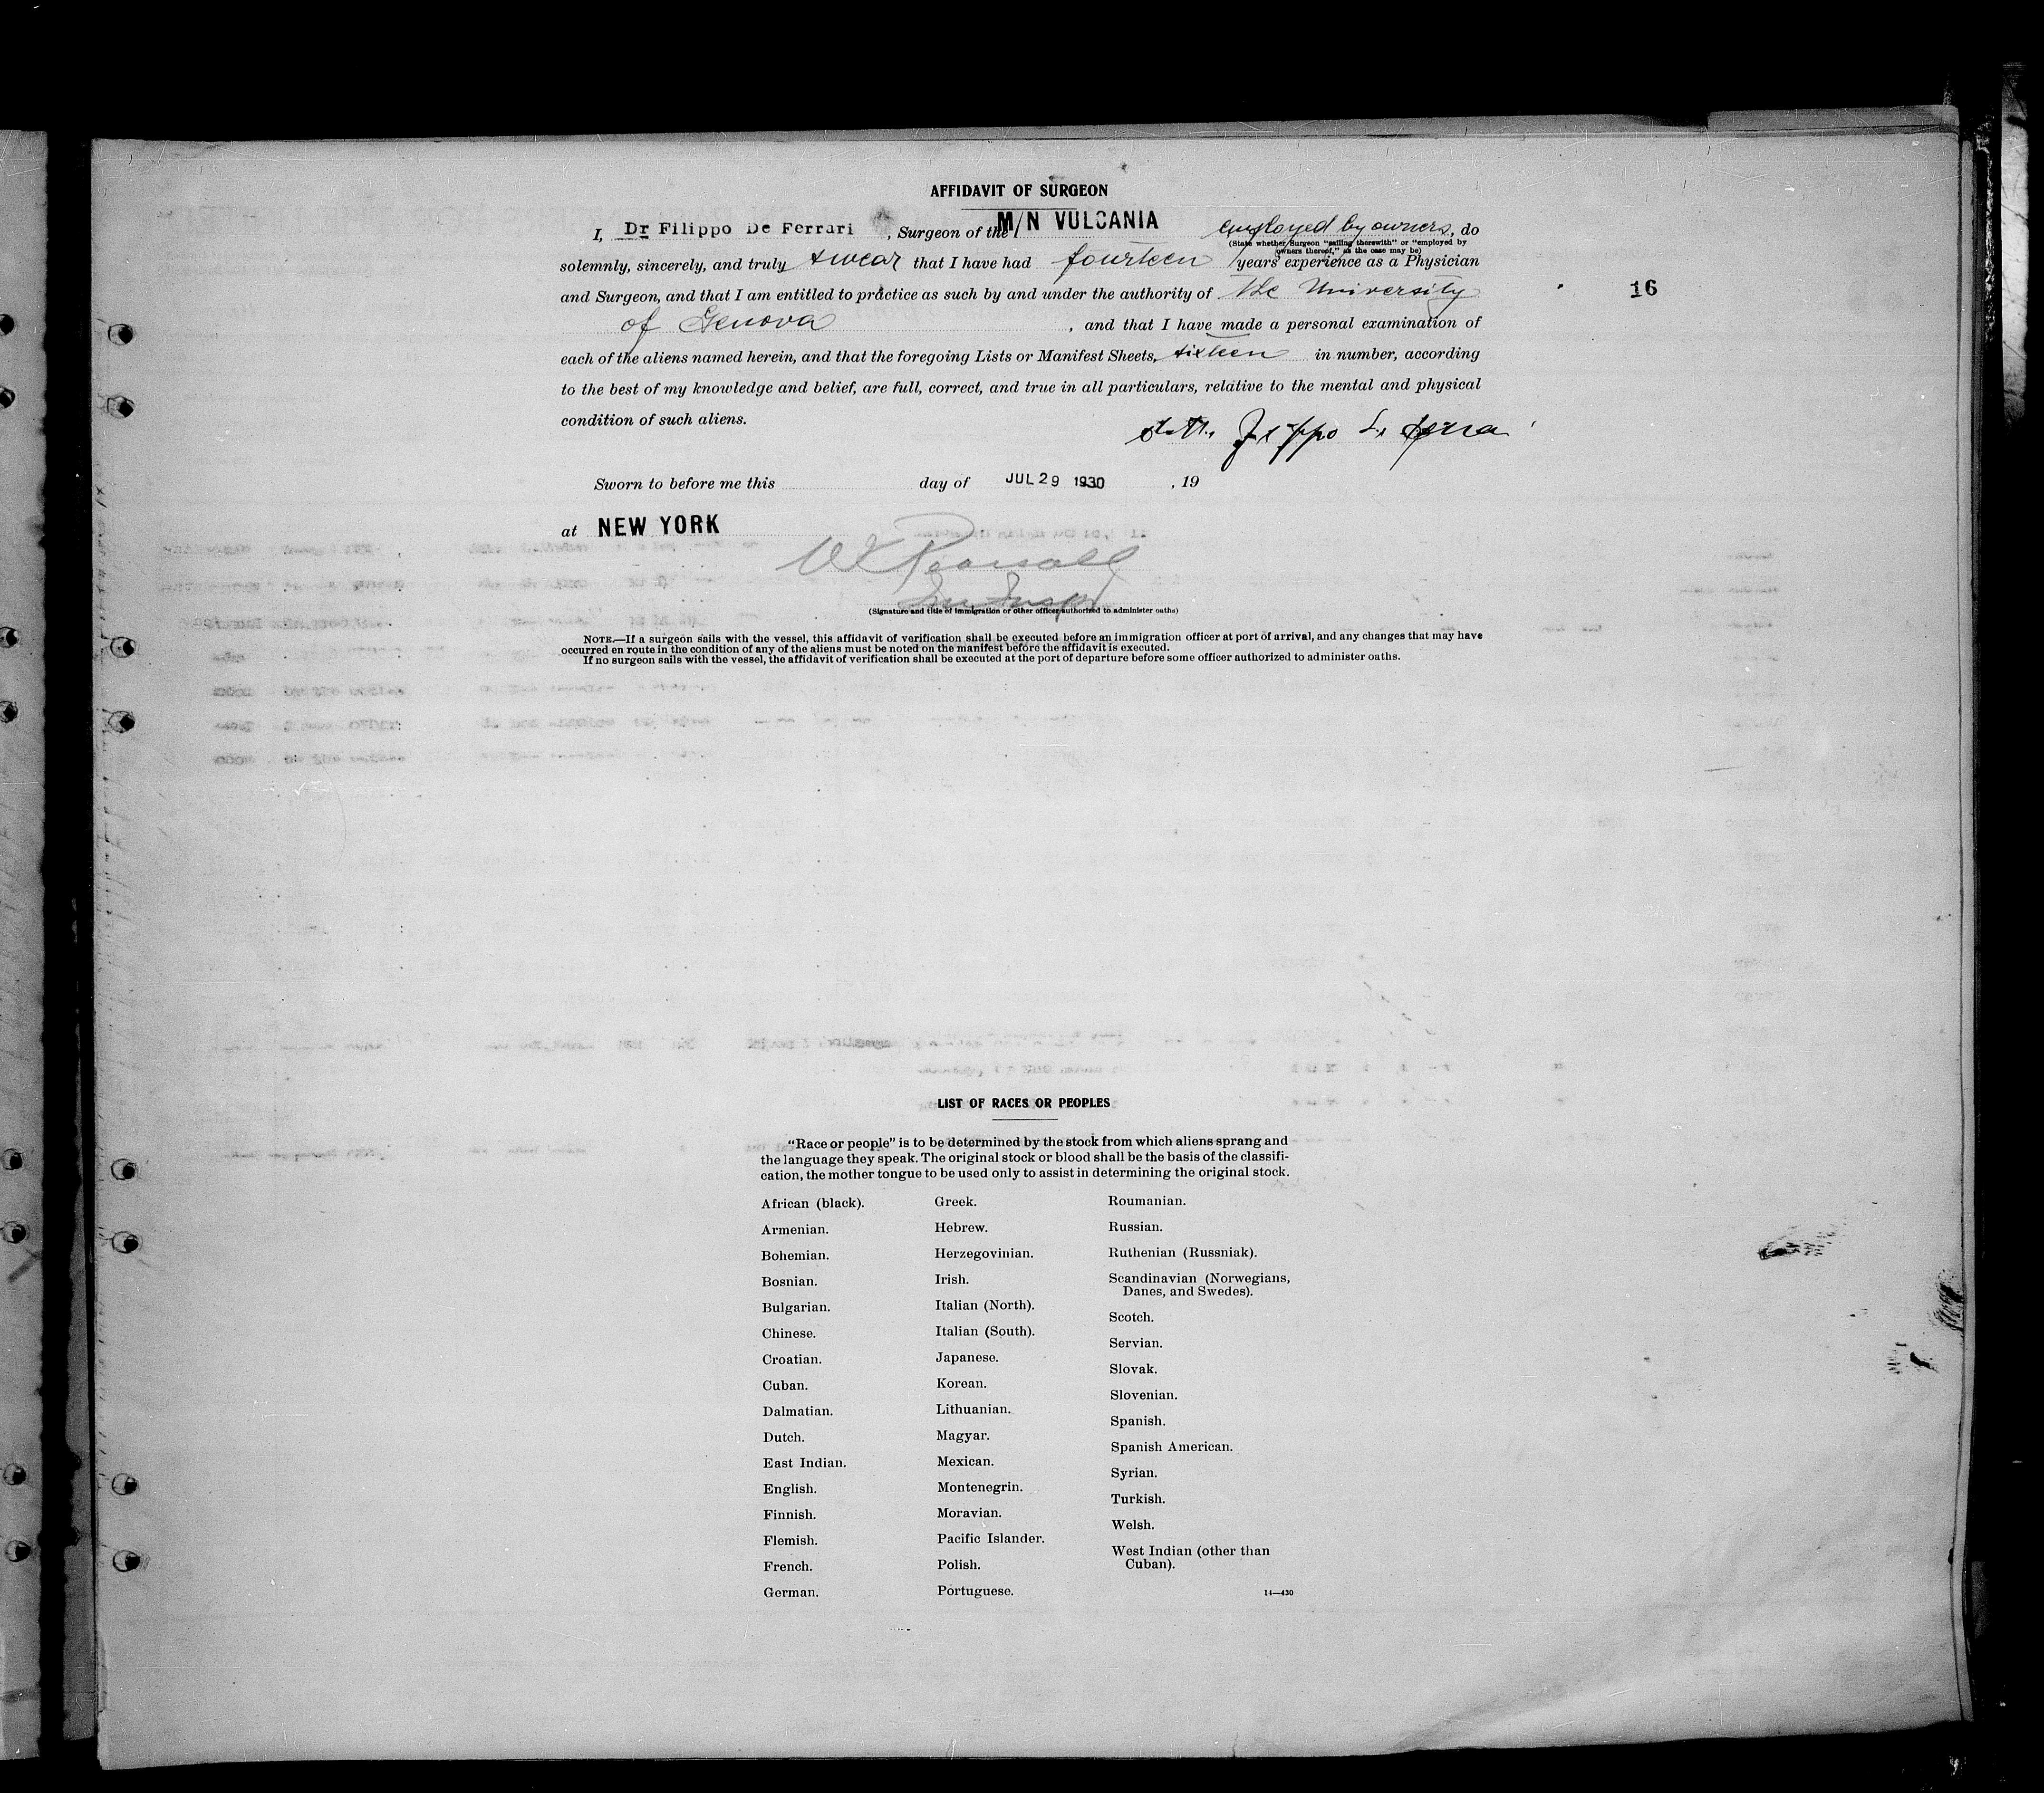 AFFIDAVIT OF SURGEON
I, Dr Filippo De Ferrari , Surgeon of the M/N VULCANIA employed by owners, do
(State whether Surgeon "sailing therewith" or "employed by
owners thereof," as the case may be)
solemnly, sincerely, and truly swear that I have had fourteen years' experience as a Physician
and Surgeon, and that I am entitled to practice as such by and under the authority of The University
16
of Genova , and that I have made a personal examination of
each of the aliens named herein, and that the foregoing Lists or Manifest Sheets, sixteen in number, according
to the best of my knowledge and belief, are full, correct, and true in all particulars, relative to the mental and physical
condition of such aliens.
Filippo De Ferrari
Sworn to before me this day of JUL 29 1930 , 19
at NEW YORK
(Signature and title of immigration or other officer authorized to administer oaths)
NOTE.—If a surgeon sails with the vessel, this affidavit of verification shall be executed before an immigration officer at port of arrival, and any changes that may have
occurred en route in the condition of any of the aliens must be noted on the manifest before the affidavit is executed.
If no surgeon sails with the vessel, the affidavit of verification shall be executed at the port of departure before some officer authorized to administer oaths.
LIST OF RACES OR PEOPLES
"Race or people" is to be determined by the stock from which aliens sprang and
the language they speak. The original stock or blood shall be the basis of the classifi-
cation, the mother tongue to be used only to assist in determining the original stock.
African (black).
Armenian.
Bohemian.
Bosnian.
Bulgarian.
Chinese.
Croatian.
Cuban.
Dalmatian.
Dutch.
East Indian.
English.
Finnish.
Flemish.
French.
German.
Greek.
Hebrew.
Herzegovinian.
Irish.
Italian (North).
Italian (South).
Japanese.
Korean.
Lithuanian.
Magyar.
Mexican.
Montenegrin.
Moravian.
Pacific Islander.
Polish.
Portuguese.
Roumanian.
Russian.
Ruthenian (Russniak).
Scandinavian (Norwegians,
Danes, and Swedes).
Scotch.
Servian.
Slovak.
Slovenian.
Spanish.
Spanish American.
Syrian.
Turkish.
Welsh.
West Indian (other than
Cuban).
14—430